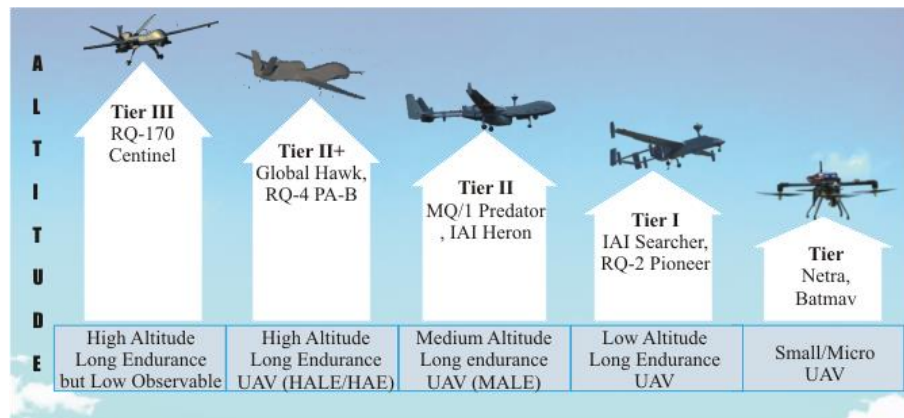 ALTITUDE
Tier III
RQ-170
Centinel
Tier II+
Global Hawk,
RQ-4 PA-B
Tier II
MQ/1 Predator
, IAI Heron
Tier I
IAI Searcher,
RQ-2 Pioneer
Tier
Netra,
Batmav
High Altitude
Long Endurance
but Low Observable
High Altitude
Long Endurance
UAV (HALE/HAE)
Medium Altitude
Long endurance
UAV (MALE)
Low Altitude
Long Endurance
UAV
Small/Micro
UAV